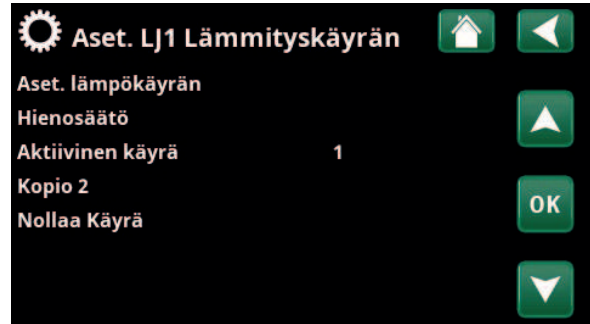 Aset. LJ1 Lämmityskäyrän
Aset. lämpökäyrän
Hienosäätö
Aktiivinen käyrä 1
Kopio 2
OK
Nollaa Käyrä